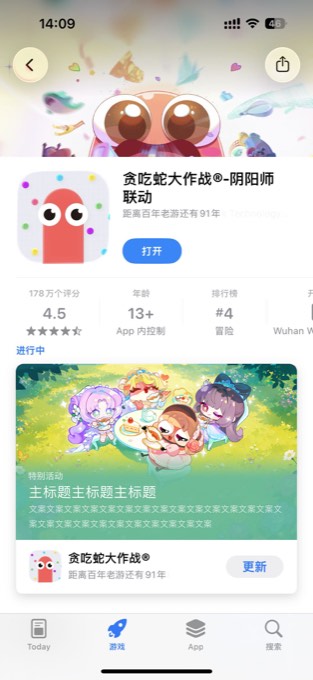 14:09
46
贪吃蛇大作战®-阴阳师
联动
距离百年老游还有91年
打开
178万个评分
年龄
排行榜
4.5
13+
#4
App 内控制
冒险
Wuhan W
进行中
特别活动
主标题主标题主标题
文案文案文案文案文案文案文案文案文案文案文案文案文案文案文
案文案文案文案文案文案文案文案文案文案文案
贪吃蛇大作战®
距离百年老游还有91年
更新
Today
游戏
App
搜索